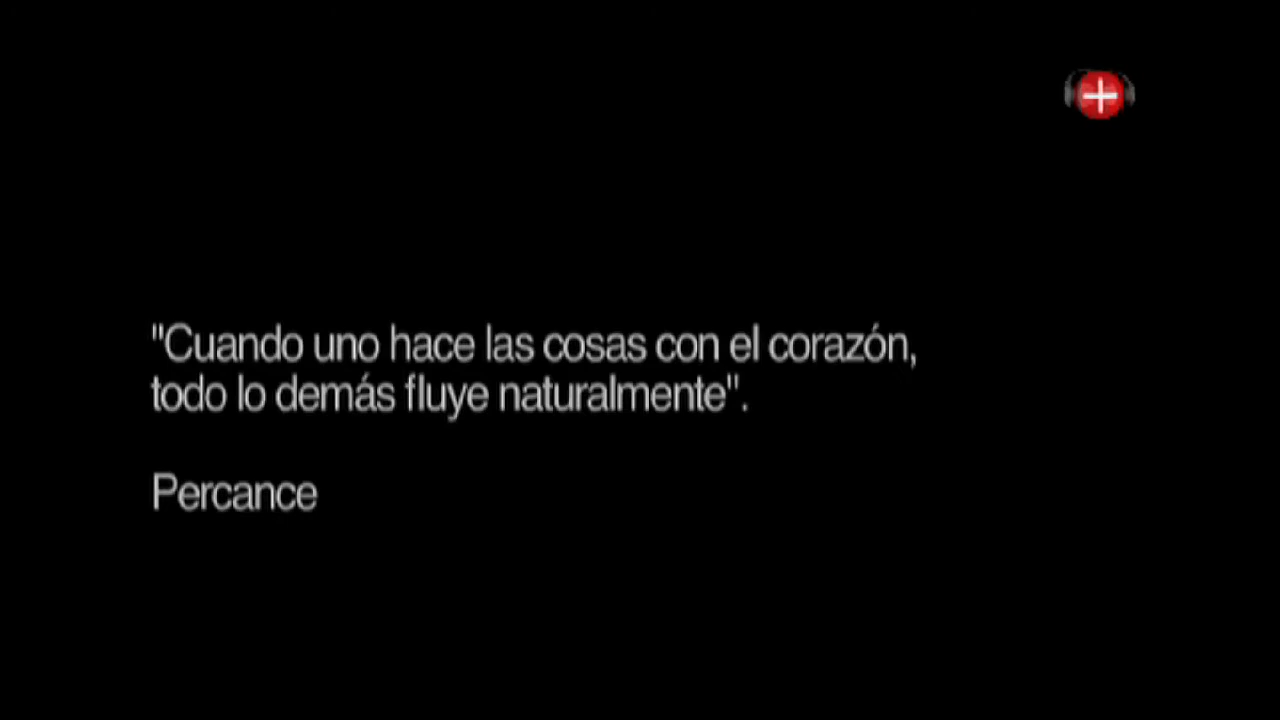 "Cuando uno hace las cosas con el corazón,
todo lo demás fluye naturalmente".
Percance